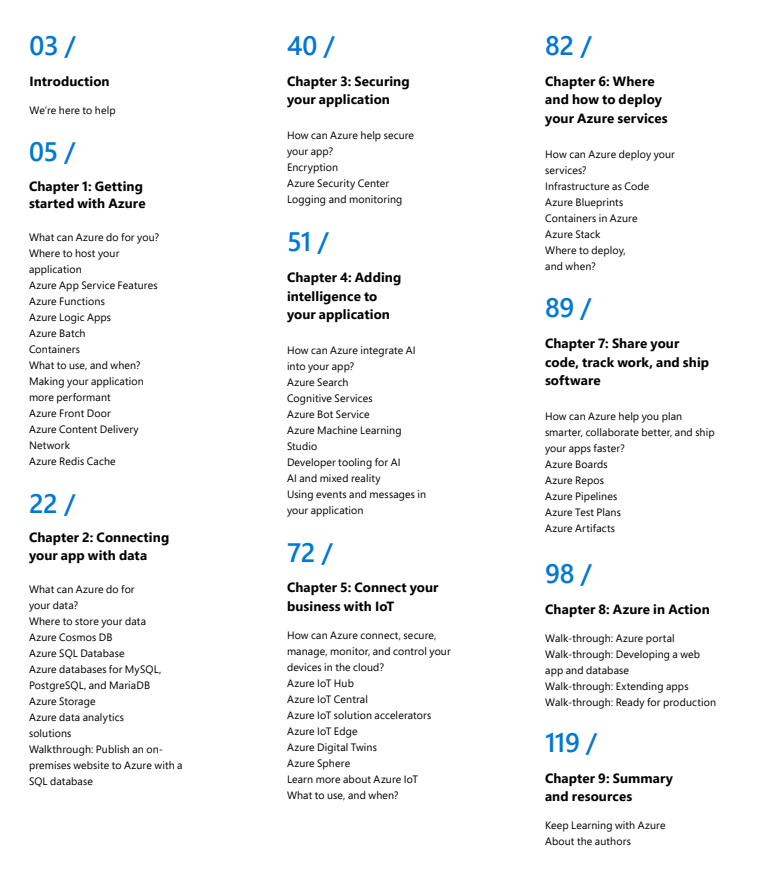 03 /
Introduction
We're here to help
05 /
Chapter 1: Getting
started with Azure
What can Azure do for you?
Where to host your
application
Azure App Service Features
Azure Functions
Azure Logic Apps
Azure Batch
Containers
What to use, and when?
Making your application
more performant
Azure Front Door
Azure Content Delivery
Network
Azure Redis Cache
22 /
Chapter 2: Connecting
your app with data
What can Azure do for
your data?
Where to store your data
Azure Cosmos DB
Azure SQL Database
Azure databases for MySQL,
PostgreSQL, and MariaDB
Azure Storage
Azure data analytics
solutions
Walkthrough: Publish an on-
premises website to Azure with a
SQL database
40 /
Chapter 3: Securing
your application
How can Azure help secure
your app?
Encryption
Azure Security Center
Logging and monitoring
51 /
Chapter 4: Adding
intelligence to
your application
How can Azure integrate AI
into your app?
Azure Search
Cognitive Services
Azure Bot Service
Azure Machine Learning
Studio
Developer tooling for AI
AI and mixed reality
Using events and messages in
your application
72 /
Chapter 5: Connect your
business with IoT
How can Azure connect, secure,
manage, monitor, and control your
devices in the cloud?
Azure IoT Hub
Azure IoT Central
Azure IoT solution accelerators
Azure IoT Edge
Azure Digital Twins
Azure Sphere
Learn more about Azure IoT
What to use, and when?
82 /
Chapter 6: Where
and how to deploy
your Azure services
How can Azure deploy your
services?
Infrastructure as Code
Azure Blueprints
Containers in Azure
Azure Stack
Where to deploy,
and when?
89 /
Chapter 7: Share your
code, track work, and ship
software
How can Azure help you plan
smarter, collaborate better, and ship
your apps faster?
Azure Boards
Azure Repos
Azure Pipelines
Azure Test Plans
Azure Artifacts
98 /
Chapter 8: Azure in Action
Walk-through: Azure portal
Walk-through: Developing a web
app and database
Walk-through: Extending apps
Walk-through: Ready for production
119 /
Chapter 9: Summary
and resources
Keep Learning with Azure
About the authors